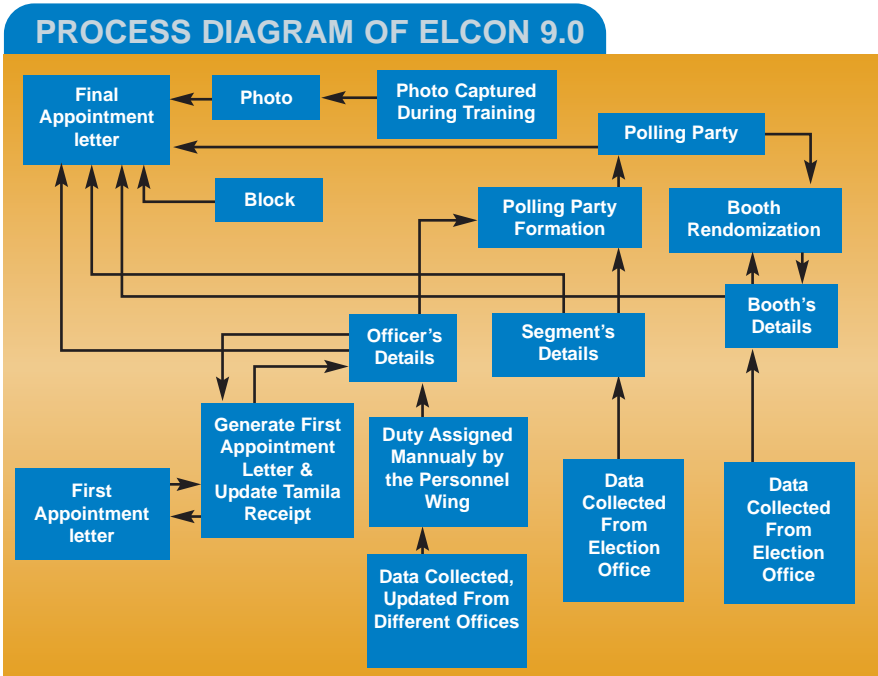 PROCESS DIAGRAM OF ELCON 9.0
Final
Appointment
letter
Photo
Photo Captured
During Training
Polling Party
Block
Polling Party
Formation
Booth
Rendomization
Officer's
Details
Segment's
Details
Booth's
Details
Generate First
Appointment
Letter &
Update Tamila
Receipt
Duty Assigned
Mannualy by
the Personnel
Wing
First
Appointment
letter
Data
Collected
From
Election
Office
Data
Collected
From
Election
Office
Data Collected,
Updated From
Different Offices